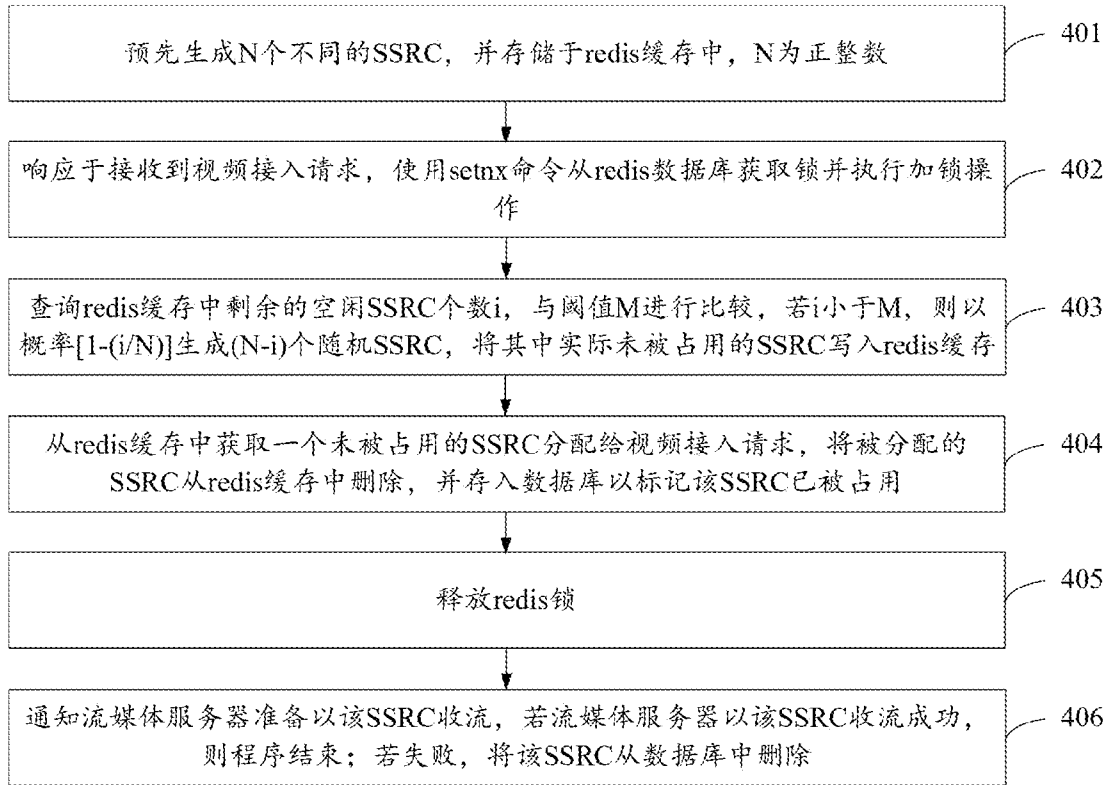 预先生成N个不同的SSRC，并存储于redis缓存中，N为正整数
401
响应于接收到视频接入请求，使用setnx命令从redis数据库获取锁并执行加锁操
作
402
查询redis缓存中剩余的空闲SSRC个数i，与阈值M进行比较，若i小于M，则以
概率[1-(i/N)]生成(N-i)个随机SSRC，将其中实际未被占用的SSRC写入redis缓存
403
从redis缓存中获取一个未被占用的SSRC分配给视频接入请求，将被分配的
SSRC从redis缓存中删除，并存入数据库以标记该SSRC已被占用
404
释放redis锁
405
通知流媒体服务器准备以该SSRC收流，若流媒体服务器以该SSRC收流成功，
则程序结束；若失败，将该SSRC从数据库中删除
406